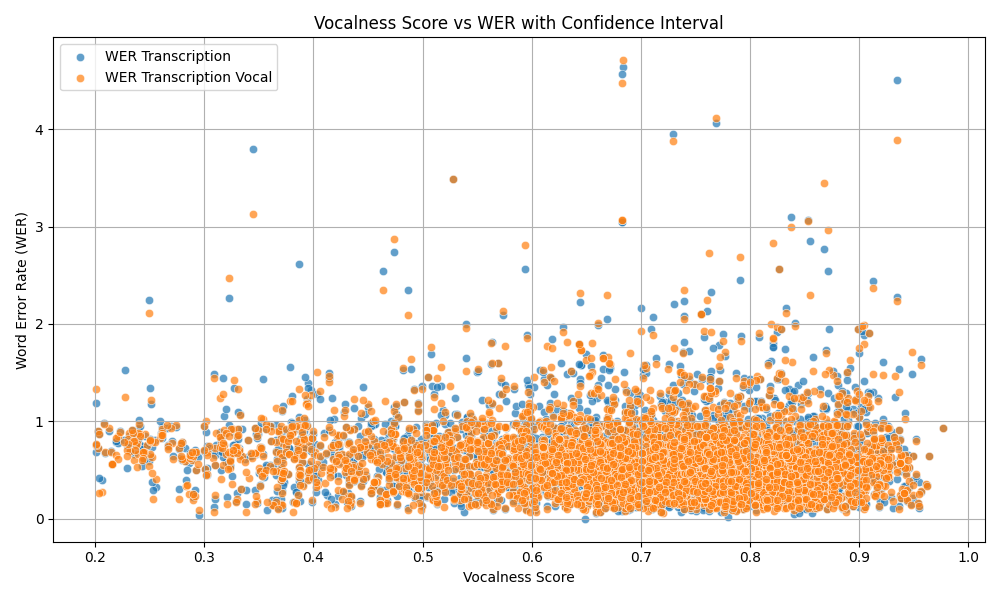 Vocalness Score vs WER with Confidence Interval
WER Transcription
WER Transcription Vocal
Word Error Rate (WER)
4
3
2
1
0
0.2 0.3 0.4 0.5 0.6 0.7 0.8 0.9 1.0
Vocalness Score